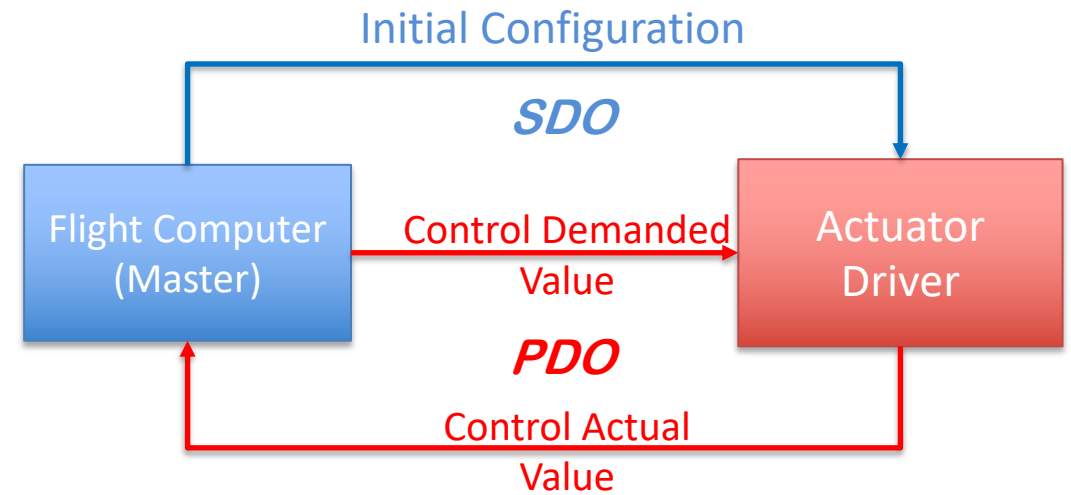 Initial Configuration
SDO
Flight Computer
(Master)
Control Demanded
Value
Actuator
Driver
PDO
Control Actual
Value